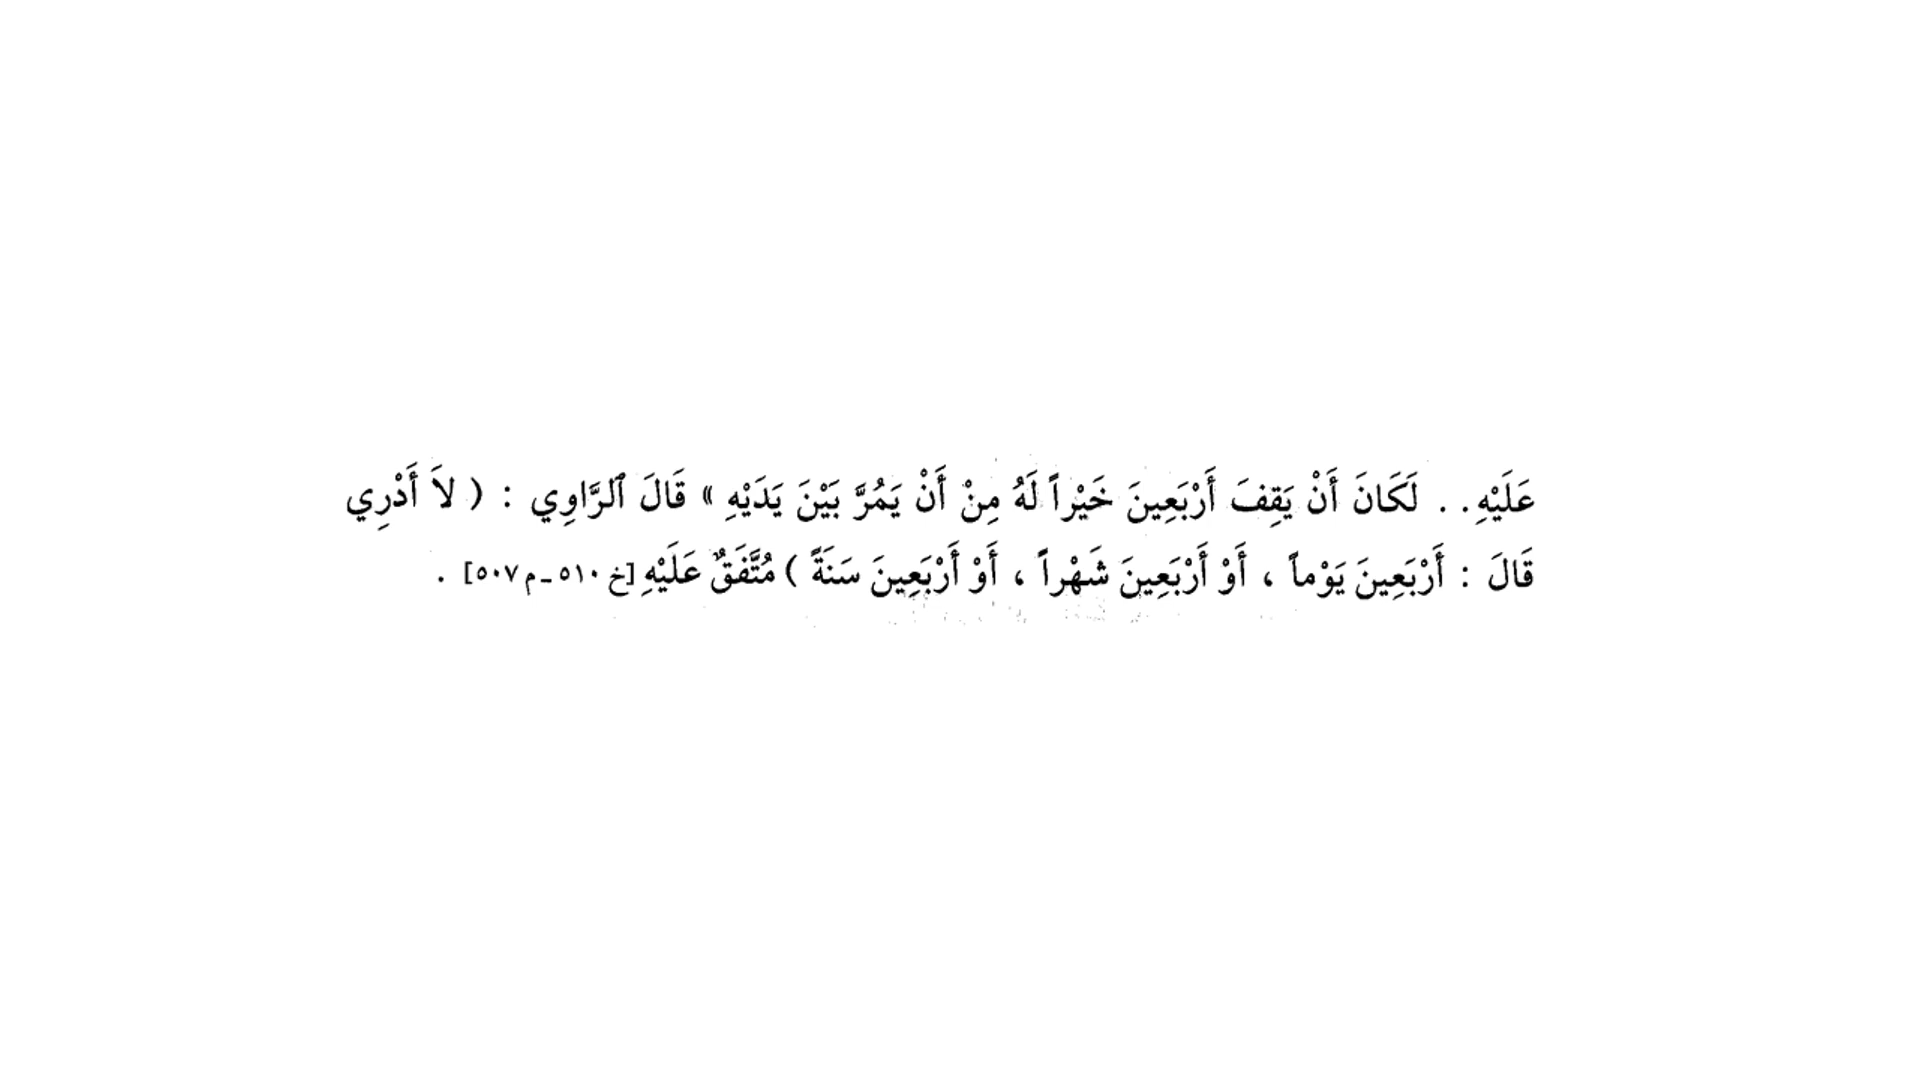 عَلَيْهِ . . لَكَانَ أَنْ يَقِفَ أَرْبَعِينَ خَيْراً لَهُ مِنْ أَنْ يَمُرَّ بَيْنَ يَدَيْهِ » قَالَ ٱلرَّاوِي : ( لاَ أَدْرِي
قَالَ : أَرْبَعِينَ يَوْماً ، أَوْ أَرْبَعِينَ شَهْراً ، أَوْ أَرْبَعِينَ سَنَةً ) مُتَّفَقٌ عَلَيْهِ [خ ٥١٠ - م ٥٠٧] .